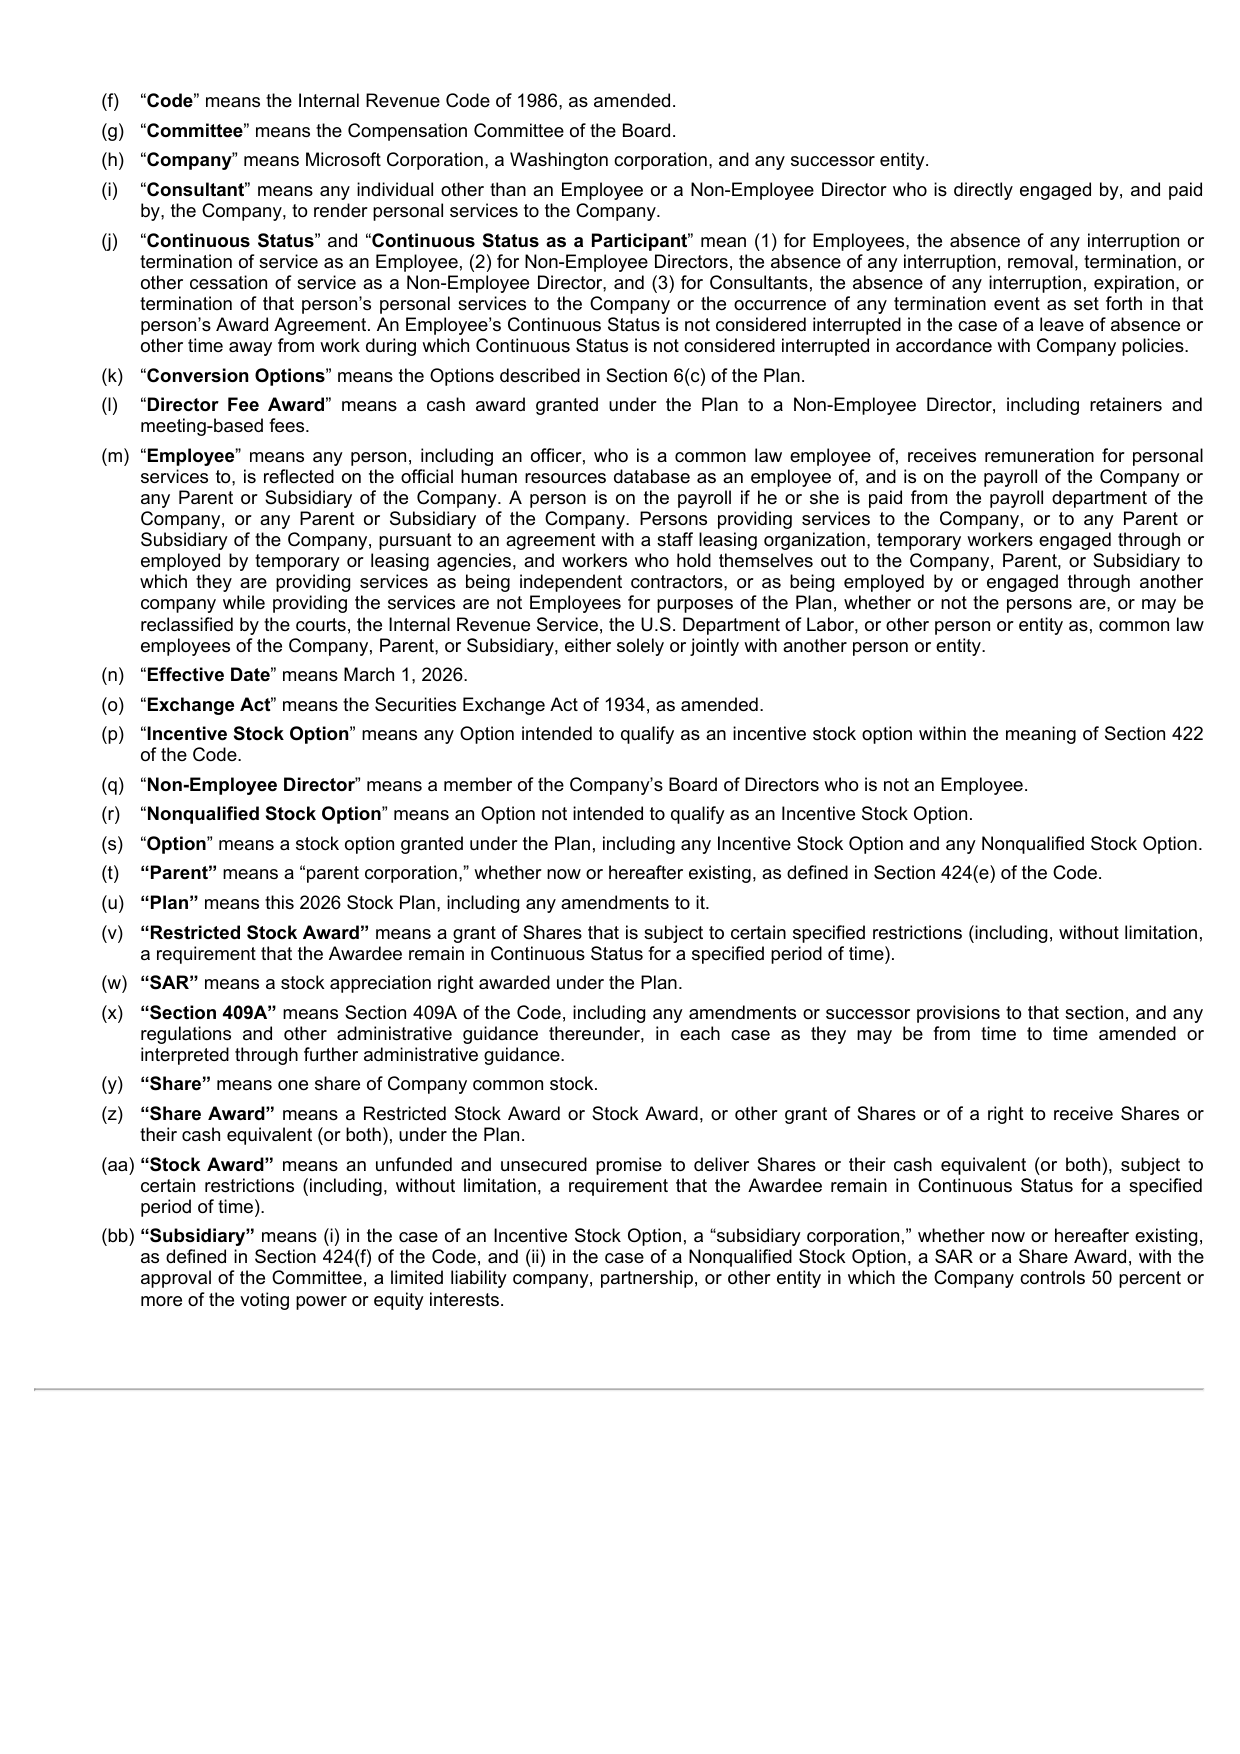 (f) “Code” means the Internal Revenue Code of 1986, as amended.
(g) “Committee” means the Compensation Committee of the Board.
(h) “Company” means Microsoft Corporation, a Washington corporation, and any successor entity.
(i) “Consultant” means any individual other than an Employee or a Non-Employee Director who is directly engaged by, and paid
by, the Company, to render personal services to the Company.
(j) “Continuous Status” and “Continuous Status as a Participant” mean (1) for Employees, the absence of any interruption or
termination of service as an Employee, (2) for Non-Employee Directors, the absence of any interruption, removal, termination, or
other cessation of service as a Non-Employee Director, and (3) for Consultants, the absence of any interruption, expiration, or
termination of that person’s personal services to the Company or the occurrence of any termination event as set forth in that
person’s Award Agreement. An Employee’s Continuous Status is not considered interrupted in the case of a leave of absence or
other time away from work during which Continuous Status is not considered interrupted in accordance with Company policies.
(k) “Conversion Options” means the Options described in Section 6(c) of the Plan.
(l) “Director Fee Award” means a cash award granted under the Plan to a Non-Employee Director, including retainers and
meeting-based fees.
(m) “Employee” means any person, including an officer, who is a common law employee of, receives remuneration for personal
services to, is reflected on the official human resources database as an employee of, and is on the payroll of the Company or
any Parent or Subsidiary of the Company. A person is on the payroll if he or she is paid from the payroll department of the
Company, or any Parent or Subsidiary of the Company. Persons providing services to the Company, or to any Parent or
Subsidiary of the Company, pursuant to an agreement with a staff leasing organization, temporary workers engaged through or
employed by temporary or leasing agencies, and workers who hold themselves out to the Company, Parent, or Subsidiary to
which they are providing services as being independent contractors, or as being employed by or engaged through another
company while providing the services are not Employees for purposes of the Plan, whether or not the persons are, or may be
reclassified by the courts, the Internal Revenue Service, the U.S. Department of Labor, or other person or entity as, common law
employees of the Company, Parent, or Subsidiary, either solely or jointly with another person or entity.
(n) “Effective Date” means March 1, 2026.
(o) “Exchange Act” means the Securities Exchange Act of 1934, as amended.
(p) “Incentive Stock Option” means any Option intended to qualify as an incentive stock option within the meaning of Section 422
of the Code.
(q) “Non-Employee Director” means a member of the Company’s Board of Directors who is not an Employee.
(r) “Nonqualified Stock Option” means an Option not intended to qualify as an Incentive Stock Option.
(s) “Option” means a stock option granted under the Plan, including any Incentive Stock Option and any Nonqualified Stock Option.
(t) “Parent” means a “parent corporation,” whether now or hereafter existing, as defined in Section 424(e) of the Code.
(u) “Plan” means this 2026 Stock Plan, including any amendments to it.
(v) “Restricted Stock Award” means a grant of Shares that is subject to certain specified restrictions (including, without limitation,
a requirement that the Awardee remain in Continuous Status for a specified period of time).
(w) “SAR” means a stock appreciation right awarded under the Plan.
(x) “Section 409A” means Section 409A of the Code, including any amendments or successor provisions to that section, and any
regulations and other administrative guidance thereunder, in each case as they may be from time to time amended or
interpreted through further administrative guidance.
(y) “Share” means one share of Company common stock.
(z) “Share Award” means a Restricted Stock Award or Stock Award, or other grant of Shares or of a right to receive Shares or
their cash equivalent (or both), under the Plan.
(aa) “Stock Award” means an unfunded and unsecured promise to deliver Shares or their cash equivalent (or both), subject to
certain restrictions (including, without limitation, a requirement that the Awardee remain in Continuous Status for a specified
period of time).
(bb) “Subsidiary” means (i) in the case of an Incentive Stock Option, a “subsidiary corporation,” whether now or hereafter existing,
as defined in Section 424(f) of the Code, and (ii) in the case of a Nonqualified Stock Option, a SAR or a Share Award, with the
approval of the Committee, a limited liability company, partnership, or other entity in which the Company controls 50 percent or
more of the voting power or equity interests.